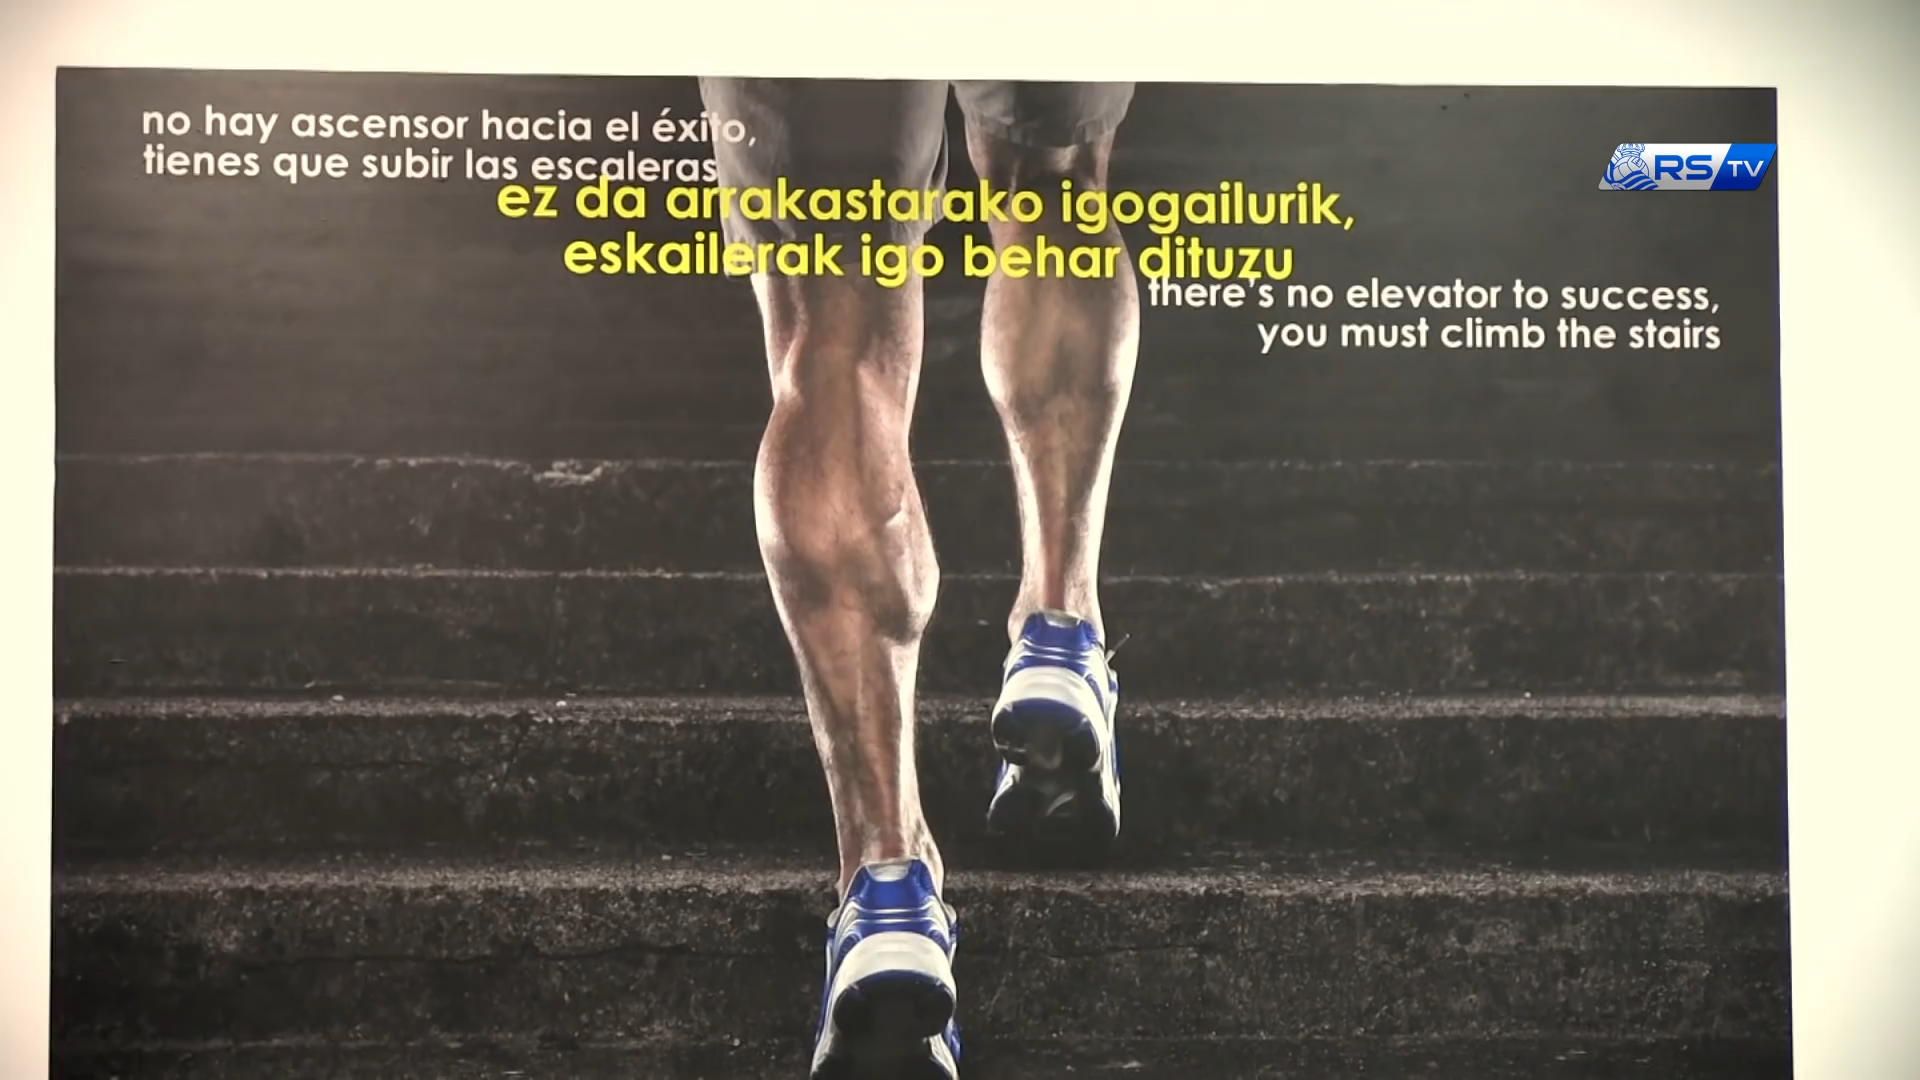 no hay ascensor hacia el éxito,
tienes que subir las escaleras
RS TV
ez da arrakastarako igogailurik,
eskailerak igo behar dituzu
there's no elevator to success,
you must climb the stairs